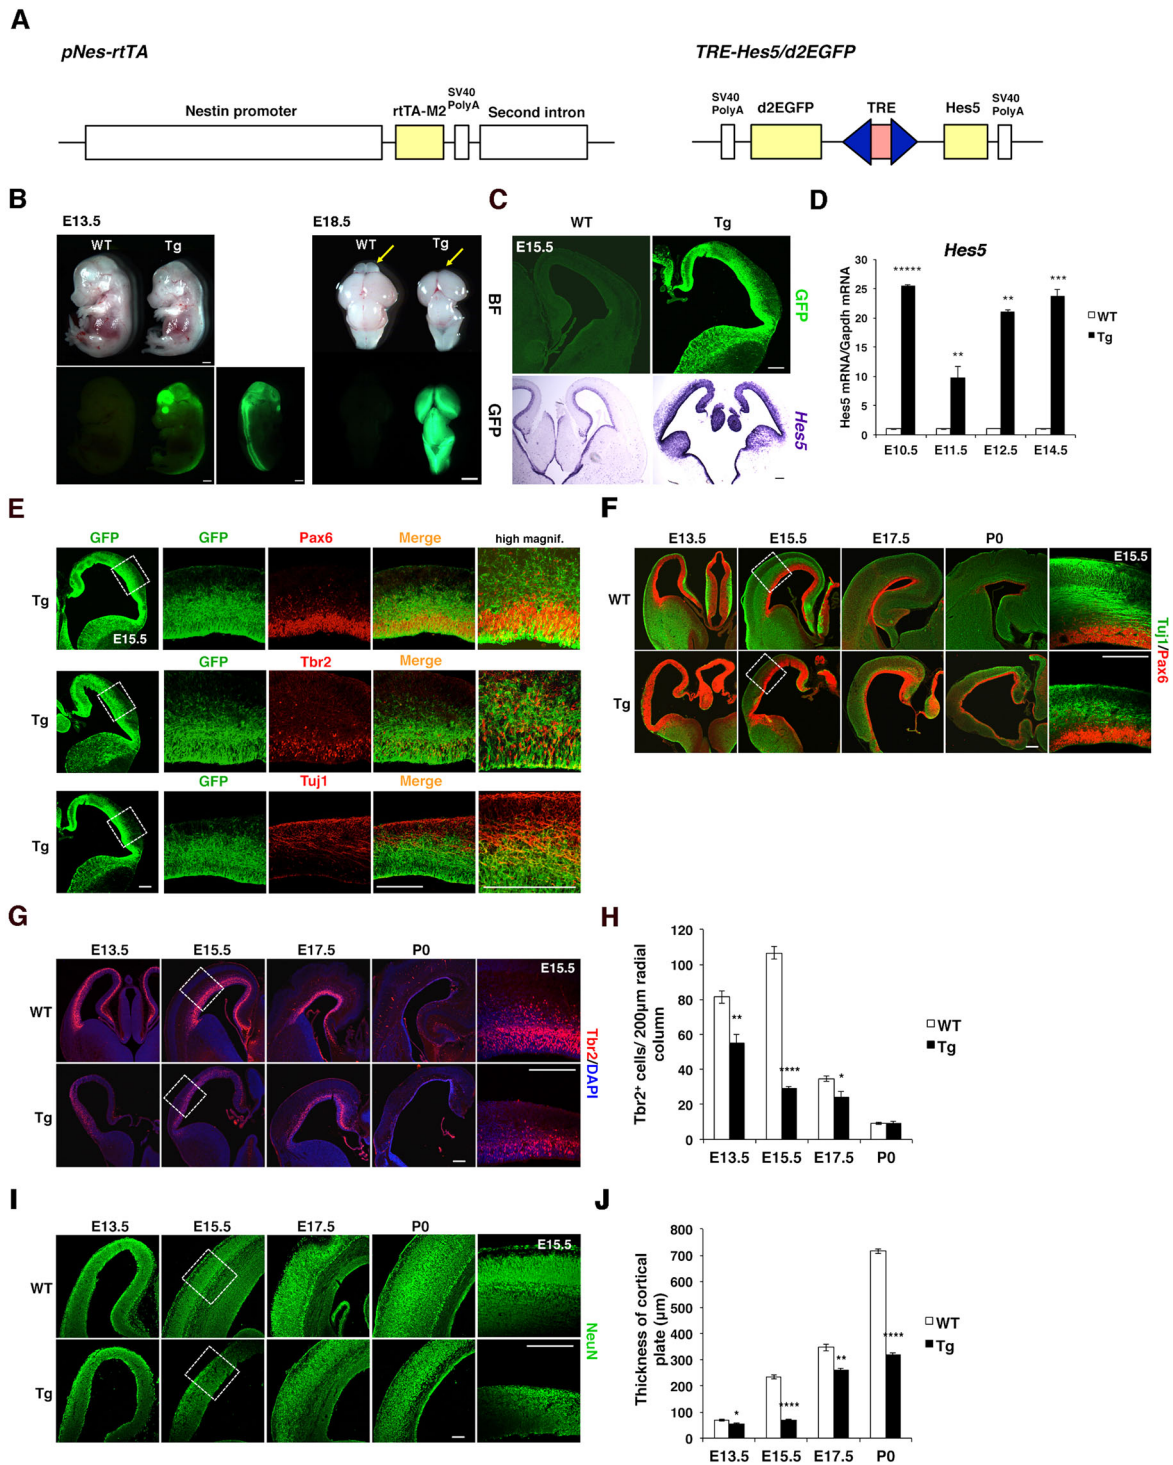 A
pNes-rtTA
TRE-Hes5/d2EGFP
Nestin promoter
rtTA-M2
SV40
PolyA
Second intron
SV40
PolyA
d2EGFP
TRE
Hes5
SV40
PolyA
B
E13.5
WT
Tg
E18.5
WT
Tg
BF
GFP
C
WT
Tg
E15.5
GFP
Hes5
D
Hes5
Hes5 mRNA/Gapdh mRNA
30
25
20
15
10
5
0
*****
**
**
***
E10.5
E11.5
E12.5
E14.5
WT
Tg
E
GFP
GFP
Pax6
Merge
high magnif.
Tg
E15.5
GFP
Tbr2
Merge
Tg
GFP
Tuj1
Merge
Tg
F
E13.5
E15.5
E17.5
P0
E15.5
WT
Tg
Tuj1/Pax6
G
E13.5
E15.5
E17.5
P0
E15.5
WT
Tg
Tbr2/DAPI
H
Tbr2+ cells/ 200μm radial
column
120
100
80
60
40
20
0
**
****
*
E13.5
E15.5
E17.5
P0
WT
Tg
I
E13.5
E15.5
E17.5
P0
E15.5
WT
Tg
NeuN
J
Thickness of cortical
plate (μm)
800
700
600
500
400
300
200
100
0
*
****
**
****
E13.5
E15.5
E17.5
P0
WT
Tg